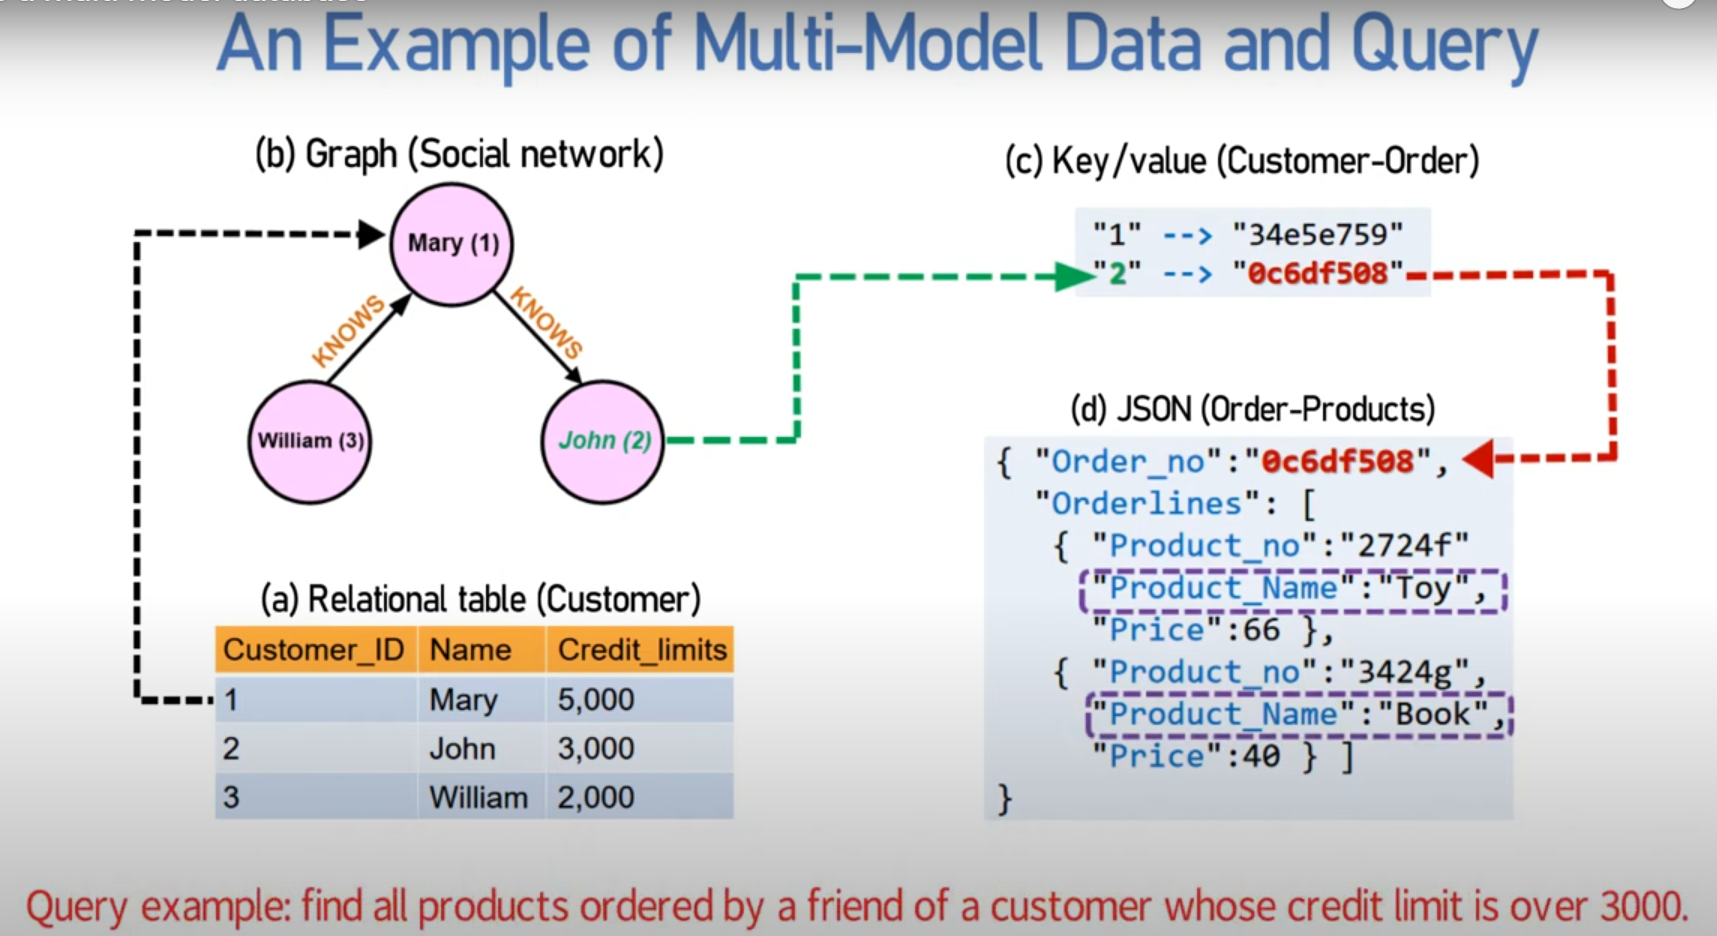 An Example of Multi-Model Data and Query
(b) Graph (Social network)
Mary (1)
KNOWS
KNOWS
William (3)
John (2)
(a) Relational table (Customer)
Customer_ID Name Credit_limits
1 Mary 5,000
2 John 3,000
3 William 2,000
(c) Key/value (Customer-Order)
"1" --> "34e5e759"
"2" --> "0c6df508"
(d) JSON (Order-Products)
{ "Order_no":"0c6df508",
"Orderlines": [
{ "Product_no":"2724f"
"Product_Name":"Toy",
"Price":66 },
{ "Product_no":"3424g",
"Product_Name":"Book",
"Price":40 } ]
}
Query example: find all products ordered by a friend of a customer whose credit limit is over 3000.